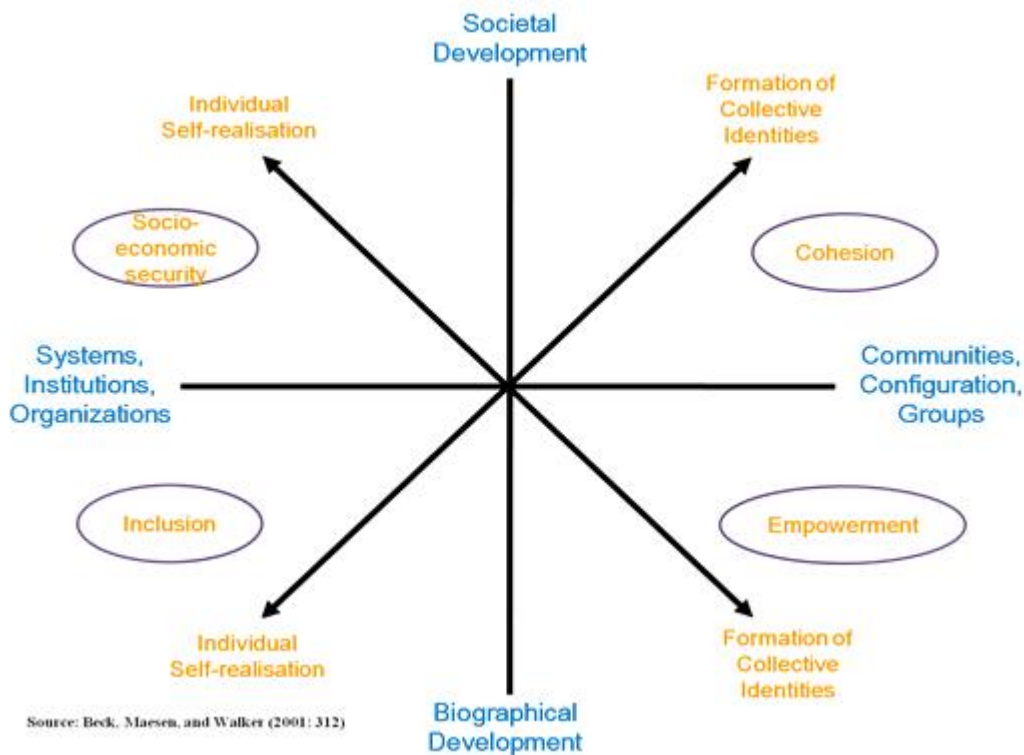 Societal
Development
Individual
Self-realisation
Formation of
Collective
Identities
Socio-
economic
security
Cohesion
Systems,
Institutions,
Organizations
Communities,
Configuration,
Groups
Inclusion
Empowerment
Individual
Self-realisation
Formation of
Collective
Identities
Source: Beck, Maesen, and Walker (2001: 312)
Biographical
Development